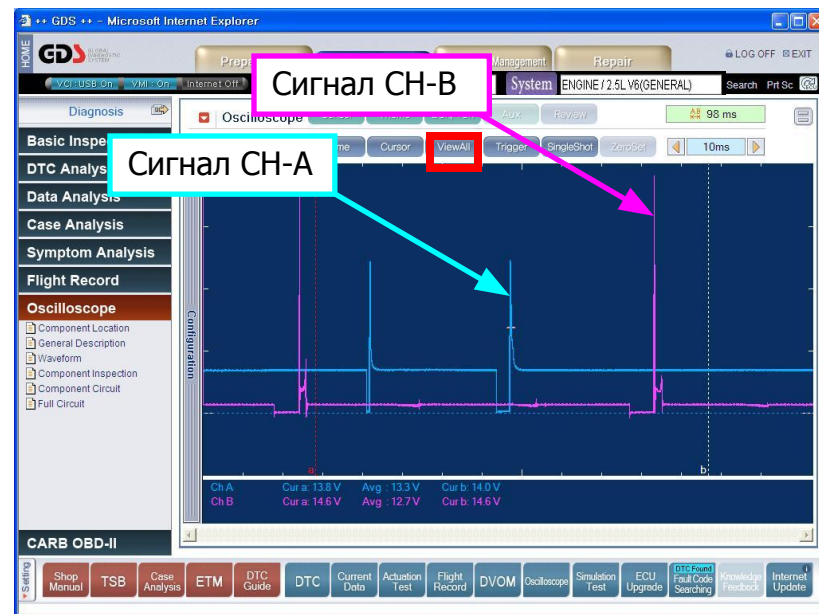 ++ GDS ++ - Microsoft Internet Explorer
HOME
GDS GLOBAL DIAGNOSTIC SYSTEM
Management
Repair
LOG OFF EXIT
VCI:USB On VMI: On Internet Off
System ENGINE / 2.5L V6(GENERAL) Search Prt Sc
Сигнал CH-B
Сигнал CH-A
Diagnosis
Oscilloscope Aux Review 98 ms
Cursor ViewAll Trigger SingleShot ZeroSet 10ms
DTC Analys
Data Analysis
Case Analysis
Symptom Analysis
Flight Record
Oscilloscope
Component Location
General Description
Waveform
Component Inspection
Component Circuit
Full Circuit
CARB OBD-II
Configuration
a
b
Ch A Cur a: 13.8 V Avg : 13.3 V Cur b: 14.0 V
Ch B Cur a: 14.6 V Avg : 12.7 V Cur b: 14.6 V
Setting
Shop Manual
TSB
Case Analysis
ETM
DTC Guide
DTC
Current Data
Actuation Test
Flight Record
DVOM
Oscilloscope
Simulation Test
ECU Upgrade
DTC Found
Fault Code Searching
Knowledge Feedback
Internet Update